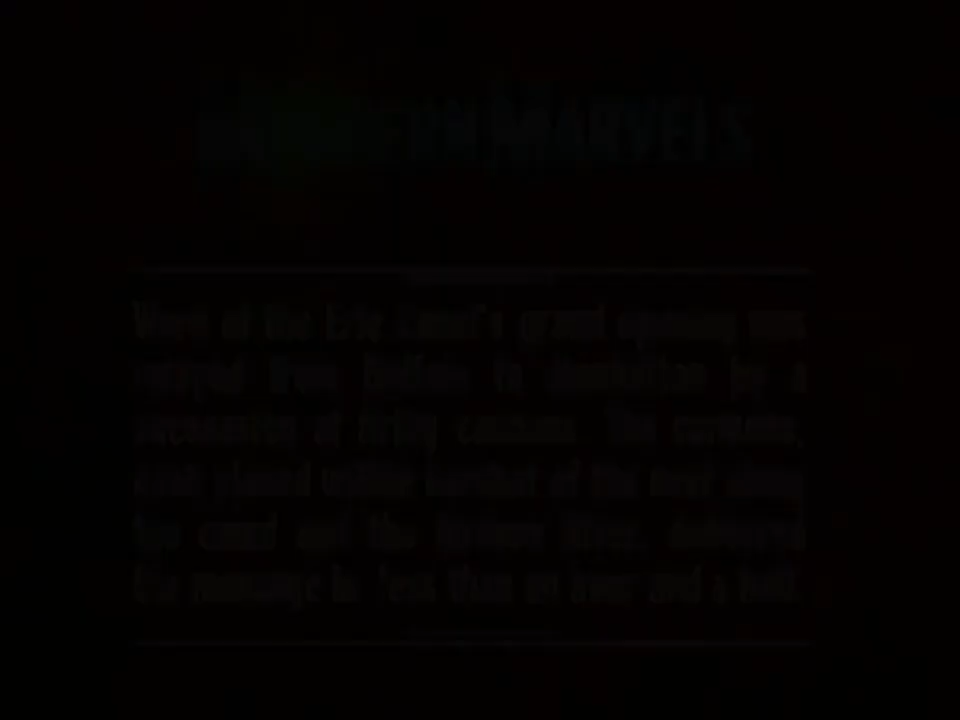 MODERN MARVELS
Word of the Erie Canal's grand opening was
relayed from Buffalo to Manhattan by a
succession of firing cannons. The cannons,
each placed within earshot of the next along
the canal and the Hudson River, delivered
the message in less than an hour and a half.